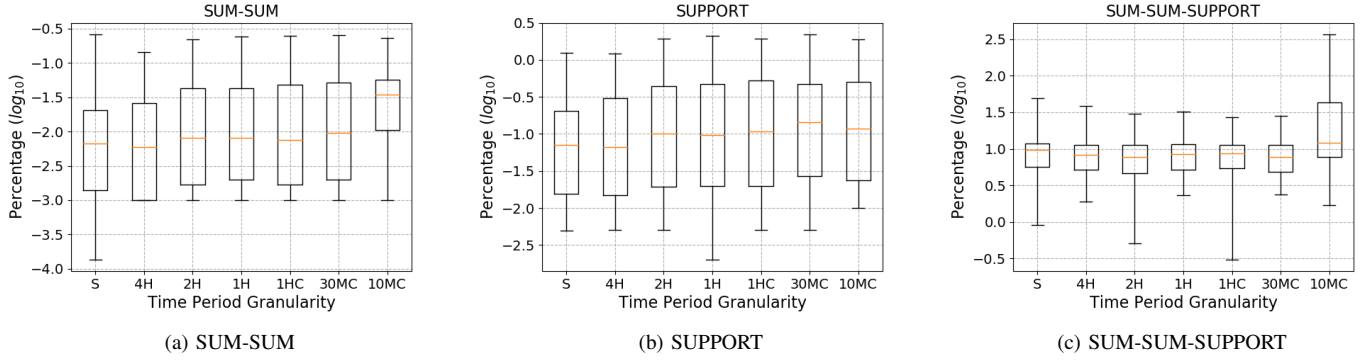 SUM-SUM
−0.5
−1.0
−1.5
−2.0
−2.5
−3.0
−3.5
−4.0
Percentage (log10)
S 4H 2H 1H 1HC 30MC 10MC
Time Period Granularity
(a) SUM-SUM
SUPPORT
0.5
0.0
−0.5
−1.0
−1.5
−2.0
−2.5
Percentage (log10)
S 4H 2H 1H 1HC 30MC 10MC
Time Period Granularity
(b) SUPPORT
SUM-SUM-SUPPORT
2.5
2.0
1.5
1.0
0.5
0.0
−0.5
Percentage (log10)
S 4H 2H 1H 1HC 30MC 10MC
Time Period Granularity
(c) SUM-SUM-SUPPORT